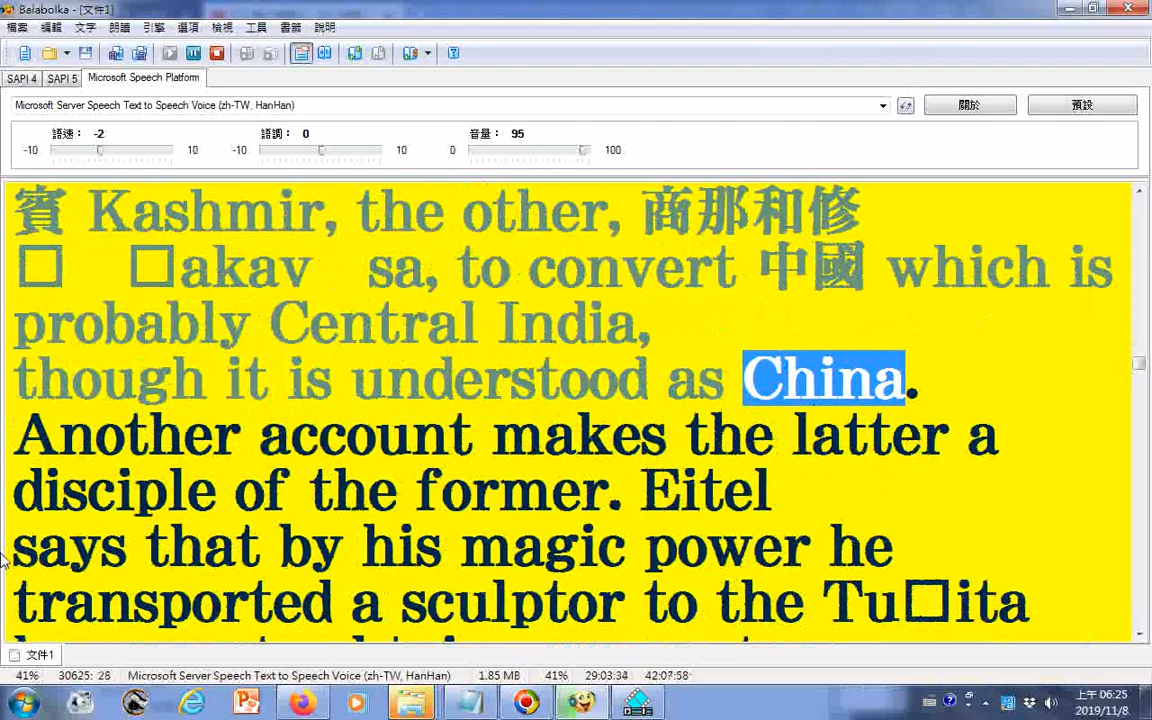 Balabolka - [文件1]
檔案 編輯 文字 朗讀 引擎 選項 檢視 工具 書籤 說明
SAPI 4 SAPI 5 Microsoft Speech Platform
Microsoft Server Speech Text to Speech Voice (zh-TW, HanHan) 關於 預設
語速： -2 語調： 0 音量： 95
-10 10 -10 10 0 100
賓 Kashmir, the other, 商那和修
□ □akav sa, to convert 中國 which is
probably Central India,
though it is understood as China.
Another account makes the latter a
disciple of the former. Eitel
says that by his magic power he
transported a sculptor to the Tu□ita
文件1
41% 30625: 28 Microsoft Server Speech Text to Speech Voice (zh-TW, HanHan) 1.85 MB 41% 29:03:34 42:07:58
上午 06:25
2019/11/8